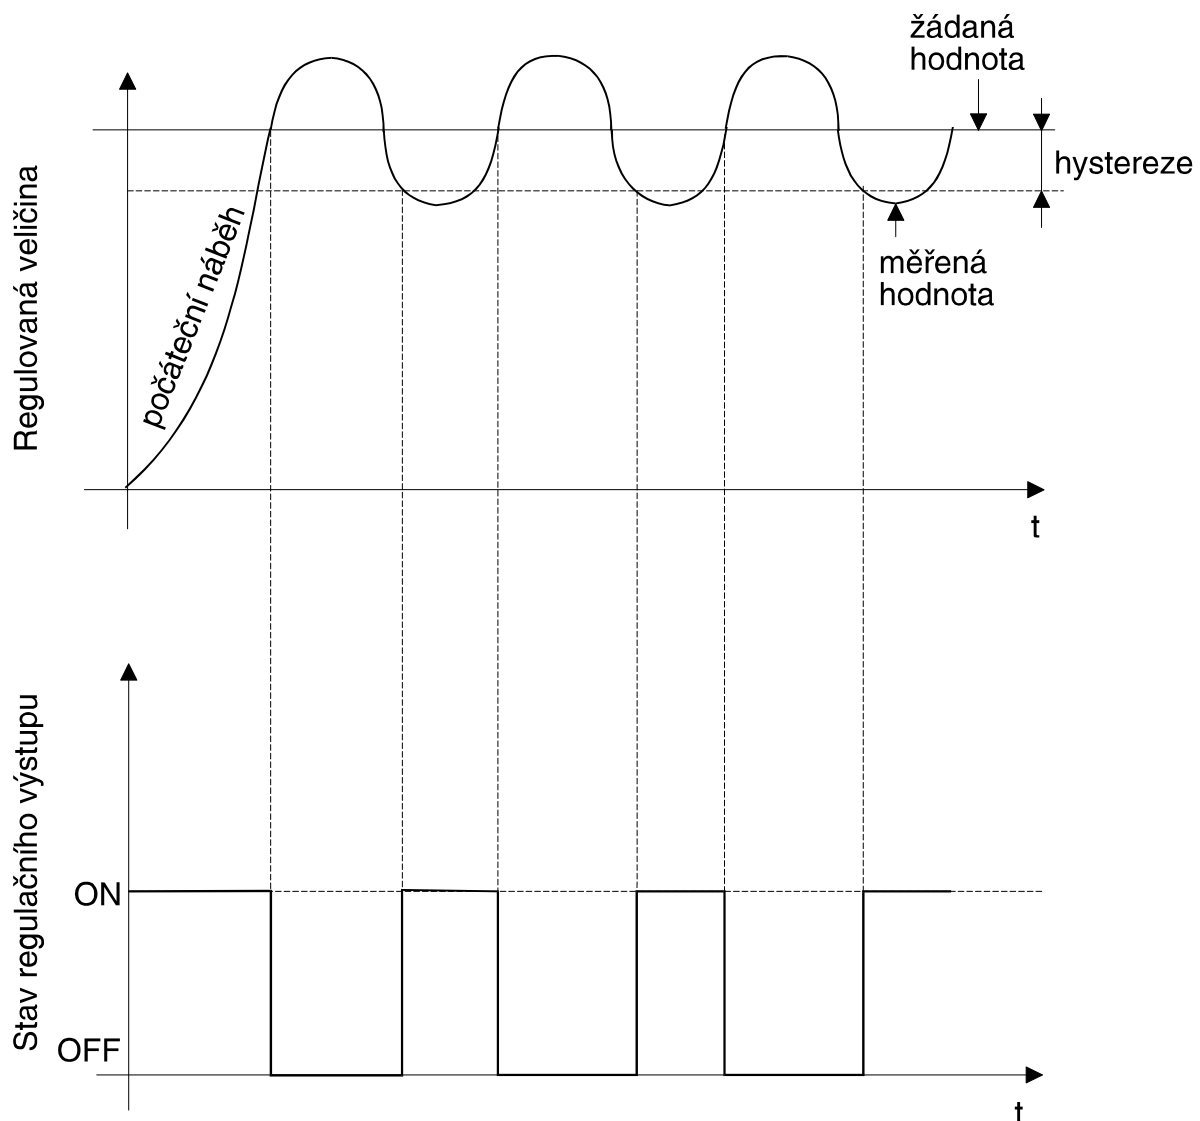 žádaná
hodnota
hystereze
měřená
hodnota
Regulovaná veličina
počáteční náběh
t
Stav regulačního výstupu
ON
OFF
t